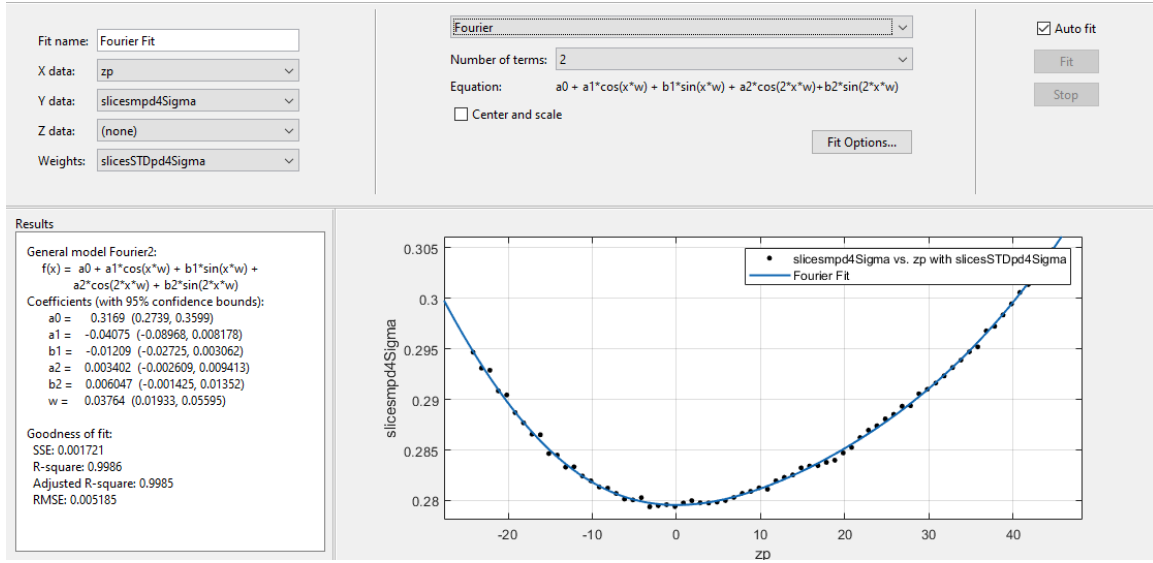 Fit name: Fourier Fit
X data: zp
Y data: slicesmpd4Sigma
Z data: (none)
Weights: slicesSTDpd4Sigma
Fourier
Number of terms: 2
Equation: a0 + a1*cos(x*w) + b1*sin(x*w) + a2*cos(2*x*w)+b2*sin(2*x*w)
Center and scale
Fit Options...
Auto fit
Fit
Stop
Results
General model Fourier2:
f(x) = a0 + a1*cos(x*w) + b1*sin(x*w) +
a2*cos(2*x*w) + b2*sin(2*x*w)
Coefficients (with 95% confidence bounds):
a0 = 0.3169 (0.2739, 0.3599)
a1 = -0.04075 (-0.08968, 0.008178)
b1 = -0.01209 (-0.02725, 0.003062)
a2 = 0.003402 (-0.002609, 0.009413)
b2 = 0.006047 (-0.001425, 0.01352)
w = 0.03764 (0.01933, 0.05595)
Goodness of fit:
SSE: 0.001721
R-square: 0.9986
Adjusted R-square: 0.9985
RMSE: 0.005185
slicesmpd4Sigma vs. zp with slicesSTDpd4Sigma
Fourier Fit
0.305
0.3
0.295
0.29
0.285
0.28
slicesmpd4Sigma
-20 -10 0 10 20 30 40
zp